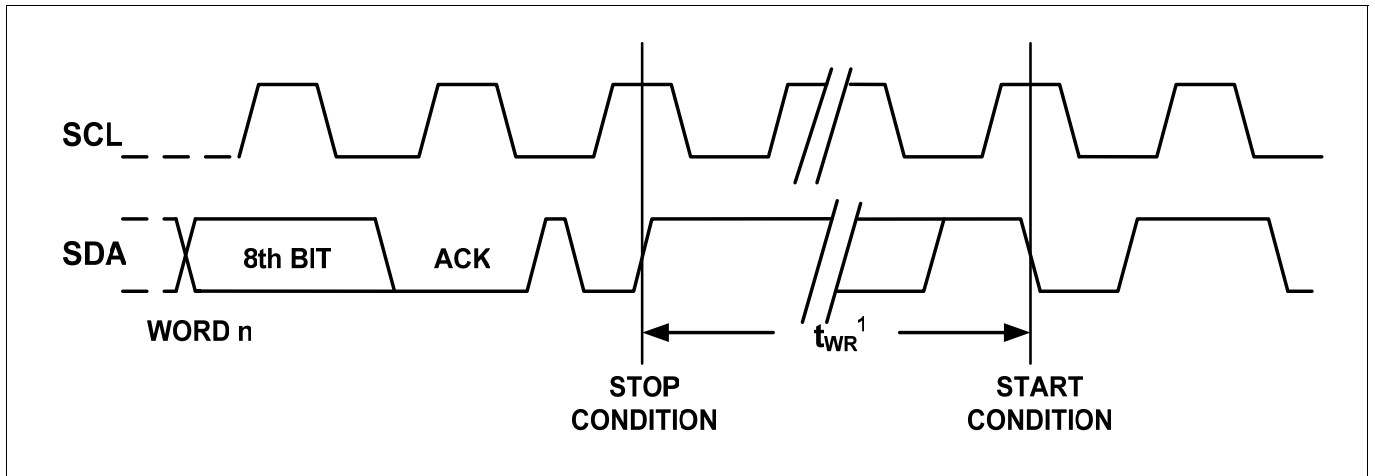 SCL
SDA
8th BIT
ACK
WORD n
tWR1
STOP
CONDITION
START
CONDITION